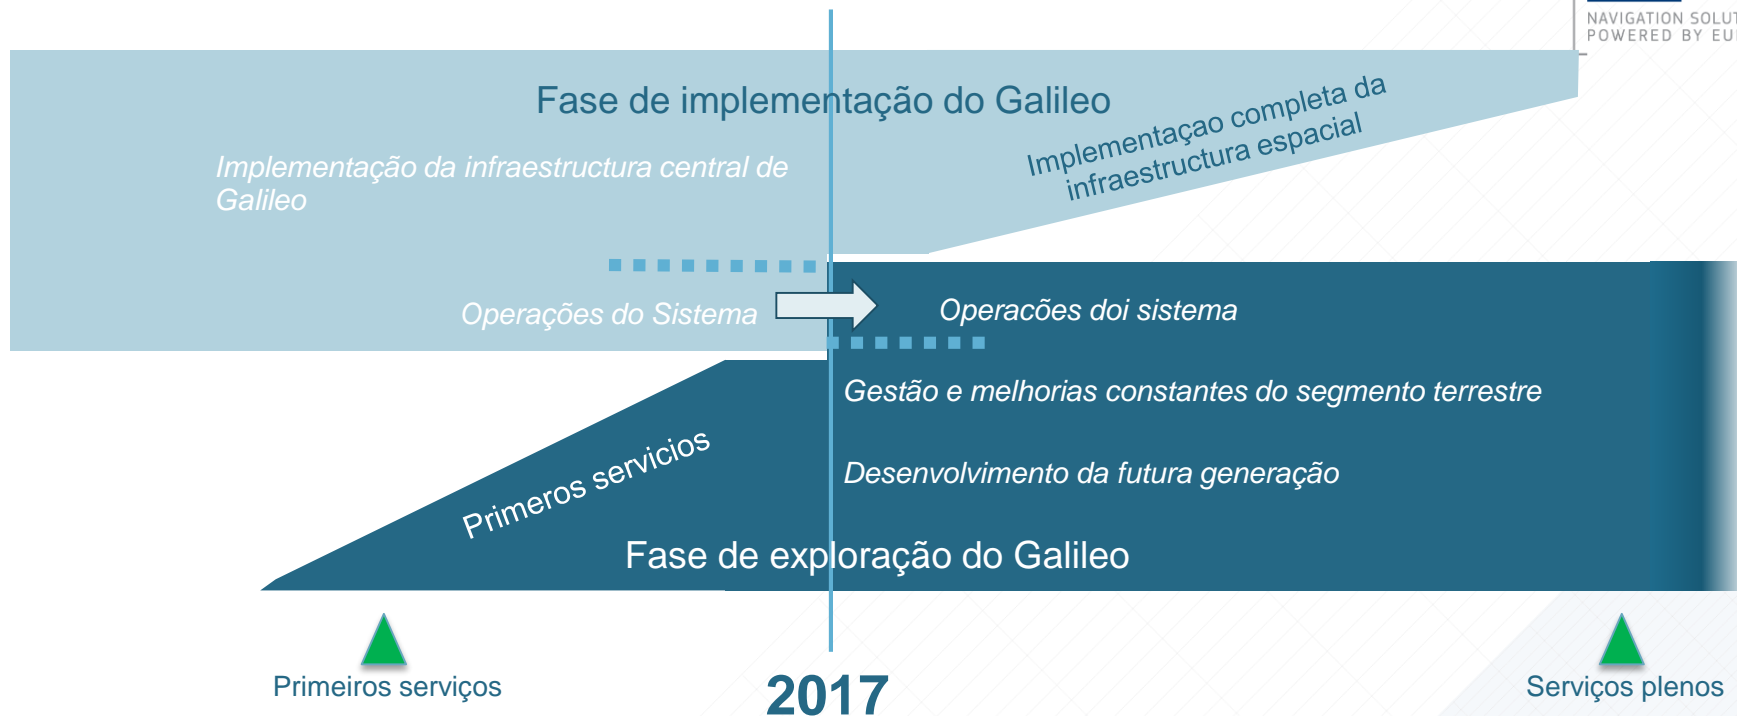 NAVIGATION SOLUT
POWERED BY EU
Fase de implementação do Galileo
Implementaçao completa da
infraestructura espacial
Implementação da infraestructura central de
Galileo
Operações do Sistema
Operacões doi sistema
Gestão e melhorias constantes do segmento terrestre
Primeros servicios
Desenvolvimento da futura generação
Fase de exploração do Galileo
Primeiros serviços
2017
Serviços plenos